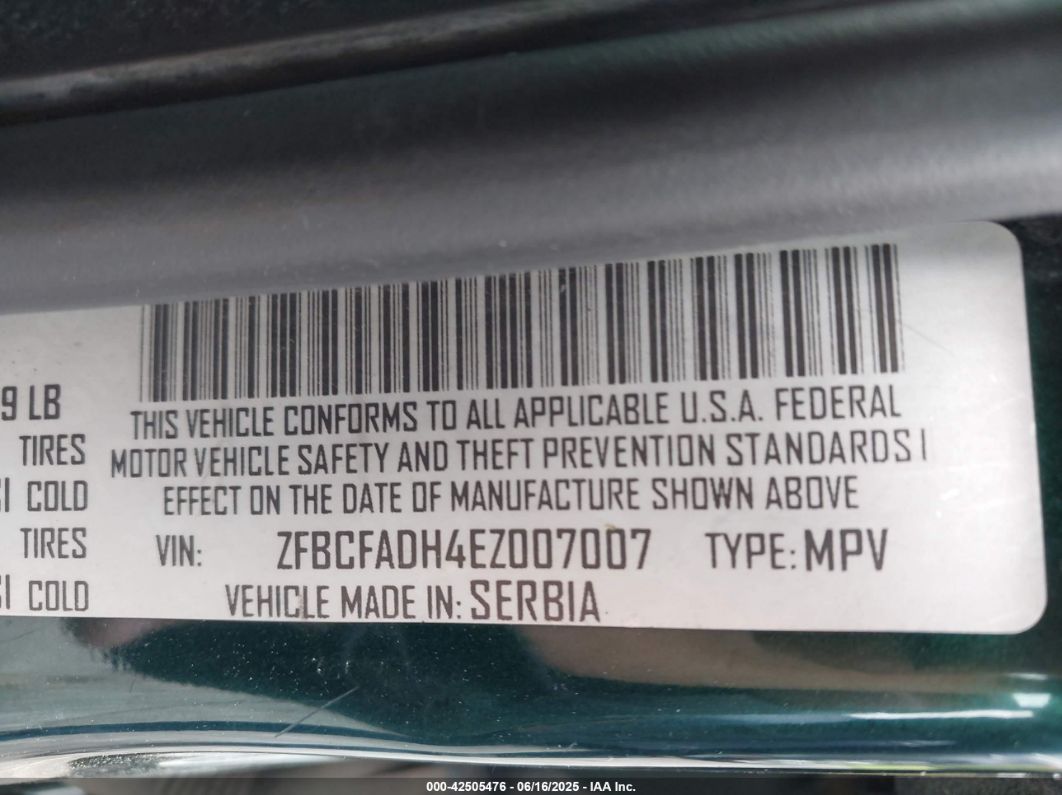 9 LB
THIS VEHICLE CONFORMS TO ALL APPLICABLE U.S.A. FEDERAL
TIRES
MOTOR VEHICLE SAFETY AND THEFT PREVENTION STANDARDS I
SI COLD
EFFECT ON THE DATE OF MANUFACTURE SHOWN ABOVE
TIRES
VIN: ZFBCFADH4EZ007007 TYPE: MPV
SI COLD
VEHICLE MADE IN: SERBIA
000-42505476 - 06/16/2025 - IAA Inc.